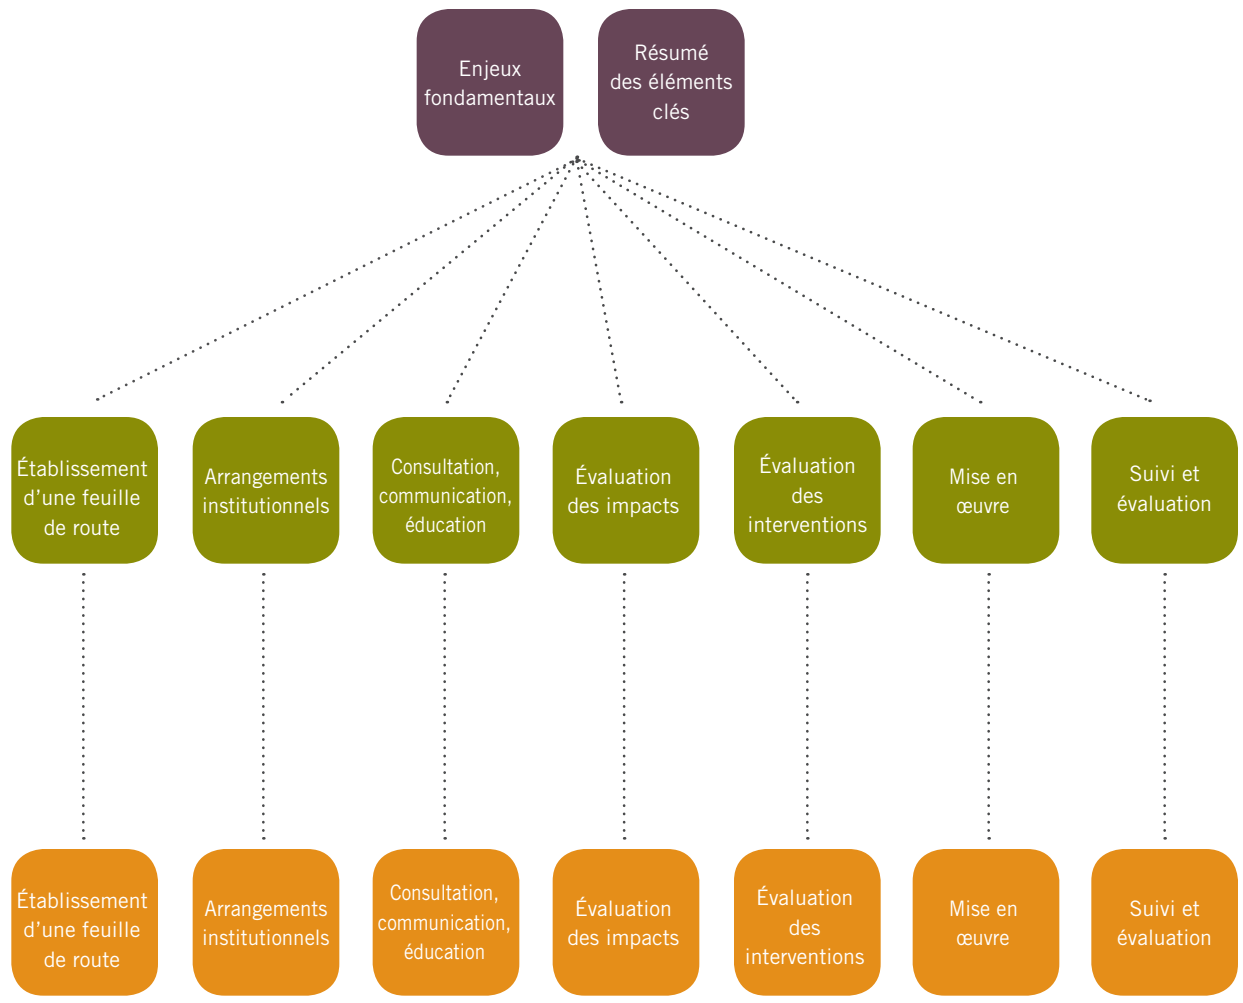 Enjeux
fondamentaux
Résumé
des éléments
clés
Établissement
d’une feuille
de route
Arrangements
institutionnels
Consultation,
communication,
éducation
Évaluation
des impacts
Évaluation
des
interventions
Mise en
œuvre
Suivi et
évaluation
Établissement
d’une feuille
de route
Arrangements
institutionnels
Consultation,
communication,
éducation
Évaluation
des impacts
Évaluation
des
interventions
Mise en
œuvre
Suivi et
évaluation